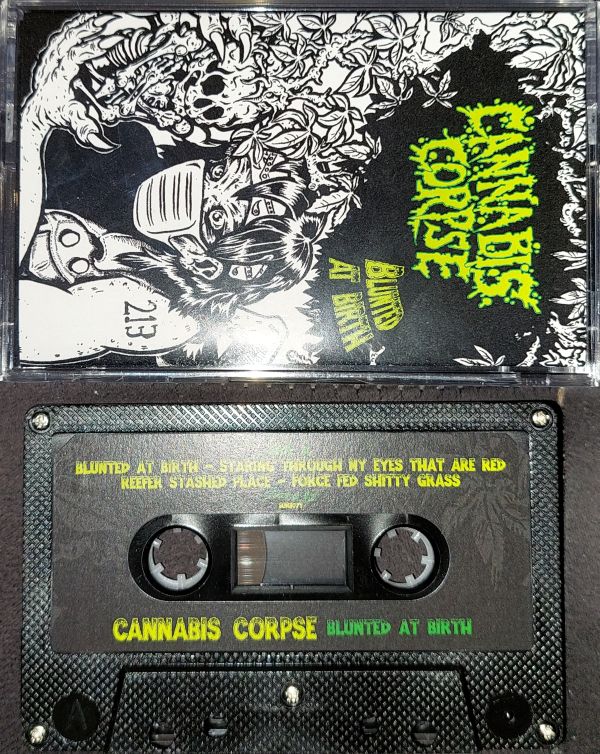 CANNABIS
CORPSE
BLUNTED
AT BIRTH
213
BLUNTED AT BIRTH - STARING THROUGH MY EYES THAT ARE RED
REEFER STASHED PLACE - FORCE FED SHITTY GRASS
CANNABIS CORPSE BLUNTED AT BIRTH
A